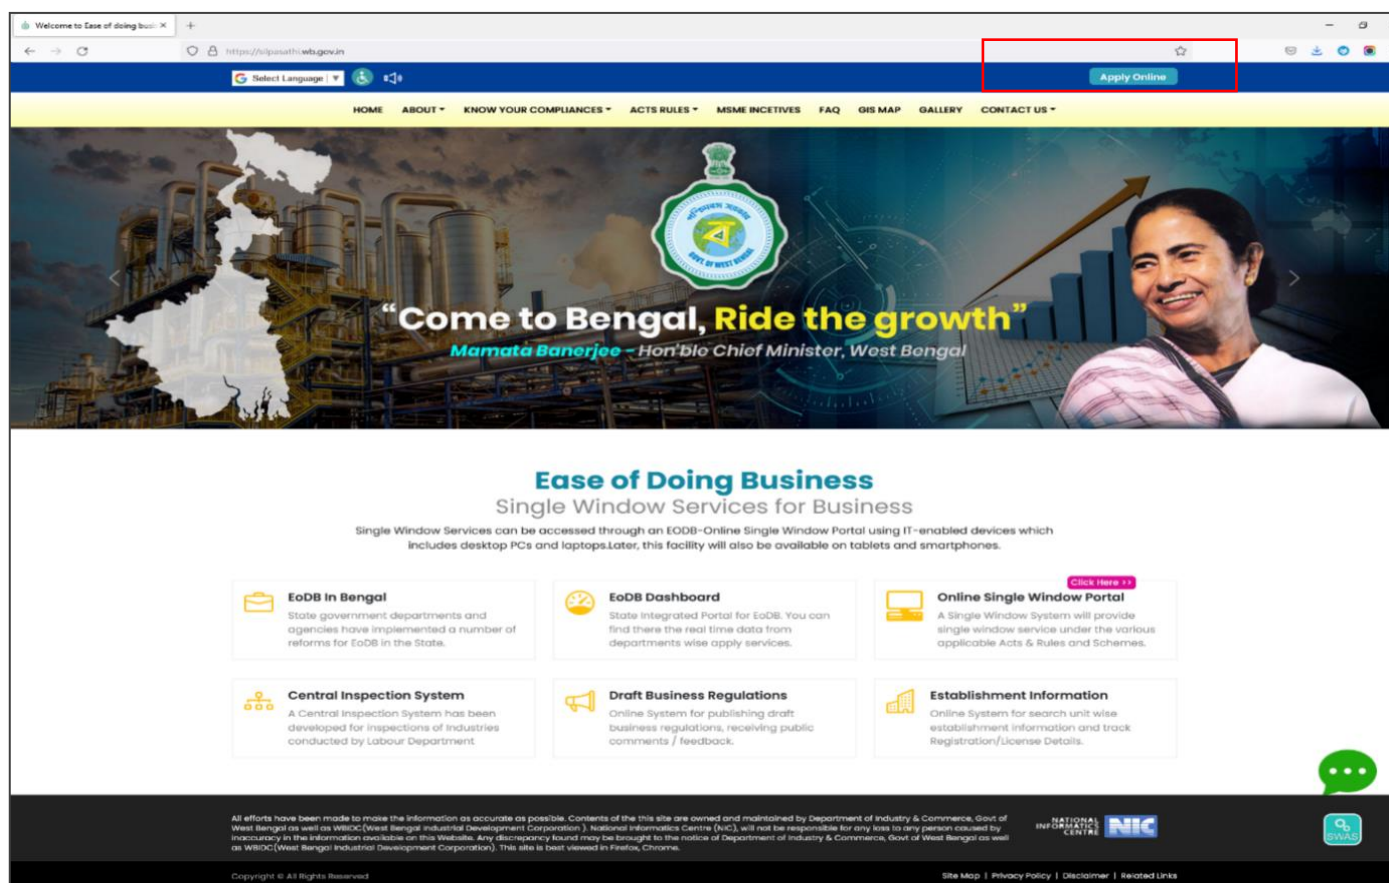 Welcome to Ease of doing busi
https://silpasathi.wb.gov.in
Select Language
Apply Online
HOME ABOUT KNOW YOUR COMPLIANCES ACTS RULES MSME INCETIVES FAQ GIS MAP GALLERY CONTACT US
পশ্চিমবঙ্গ সরকার
ব
GOVT. OF WEST BENGAL
“Come to Bengal, Ride the growth”
Mamata Banerjee - Hon'ble Chief Minister, West Bengal
Ease of Doing Business
Single Window Services for Business
Single Window Services can be accessed through an EODB-Online Single Window Portal using IT-enabled devices which
includes desktop PCs and laptops.Later, this facility will also be available on tablets and smartphones.
EoDB In Bengal
State government departments and
agencies have implemented a number of
reforms for EoDB in the State.
EoDB Dashboard
State Integrated Portal for EoDB. You can
find there the real time data from
departments wise apply services.
Click Here >>
Online Single Window Portal
A Single Window System will provide
single window service under the various
applicable Acts & Rules and Schemes.
Central Inspection System
A Central Inspection System has been
developed for inspections of Industries
conducted by Labour Department
Draft Business Regulations
Online System for publishing draft
business regulations, receiving public
comments / feedback.
Establishment Information
Online System for search unit wise
establishment information and track
Registration/License Details.
All efforts have been made to make the information as accurate as possible. Contents of the this site are owned and maintained by Department of Industry & Commerce, Govt of
West Bengal as well as WBIDC(West Bengal Industrial Development Corporation ). National Informatics Centre (NIC), will not be responsible for any loss to any person caused by
inaccuracy in the information available on this Website. Any discrepancy found may be brought to the notice of Department of Industry & Commerce, Govt of West Bengal as well
as WBIDC(West Bengal Industrial Development Corporation). This site is best viewed in Firefox, Chrome.
NATIONAL
INFORMATICS
CENTRE
NIC
SWAS
Copyright © All Rights Reserved
Site Map | Privacy Policy | Disclaimer | Related Links